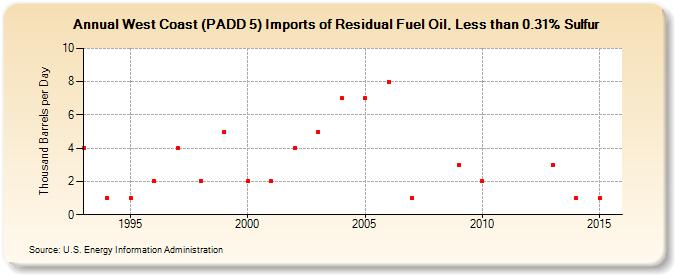 Annual West Coast (PADD 5) Imports of Residual Fuel Oil, Less than 0.31% Sulfur
Thousand Barrels per Day
10
8
6
4
2
0
1995 2000 2005 2010 2015
Source: U.S. Energy Information Administration